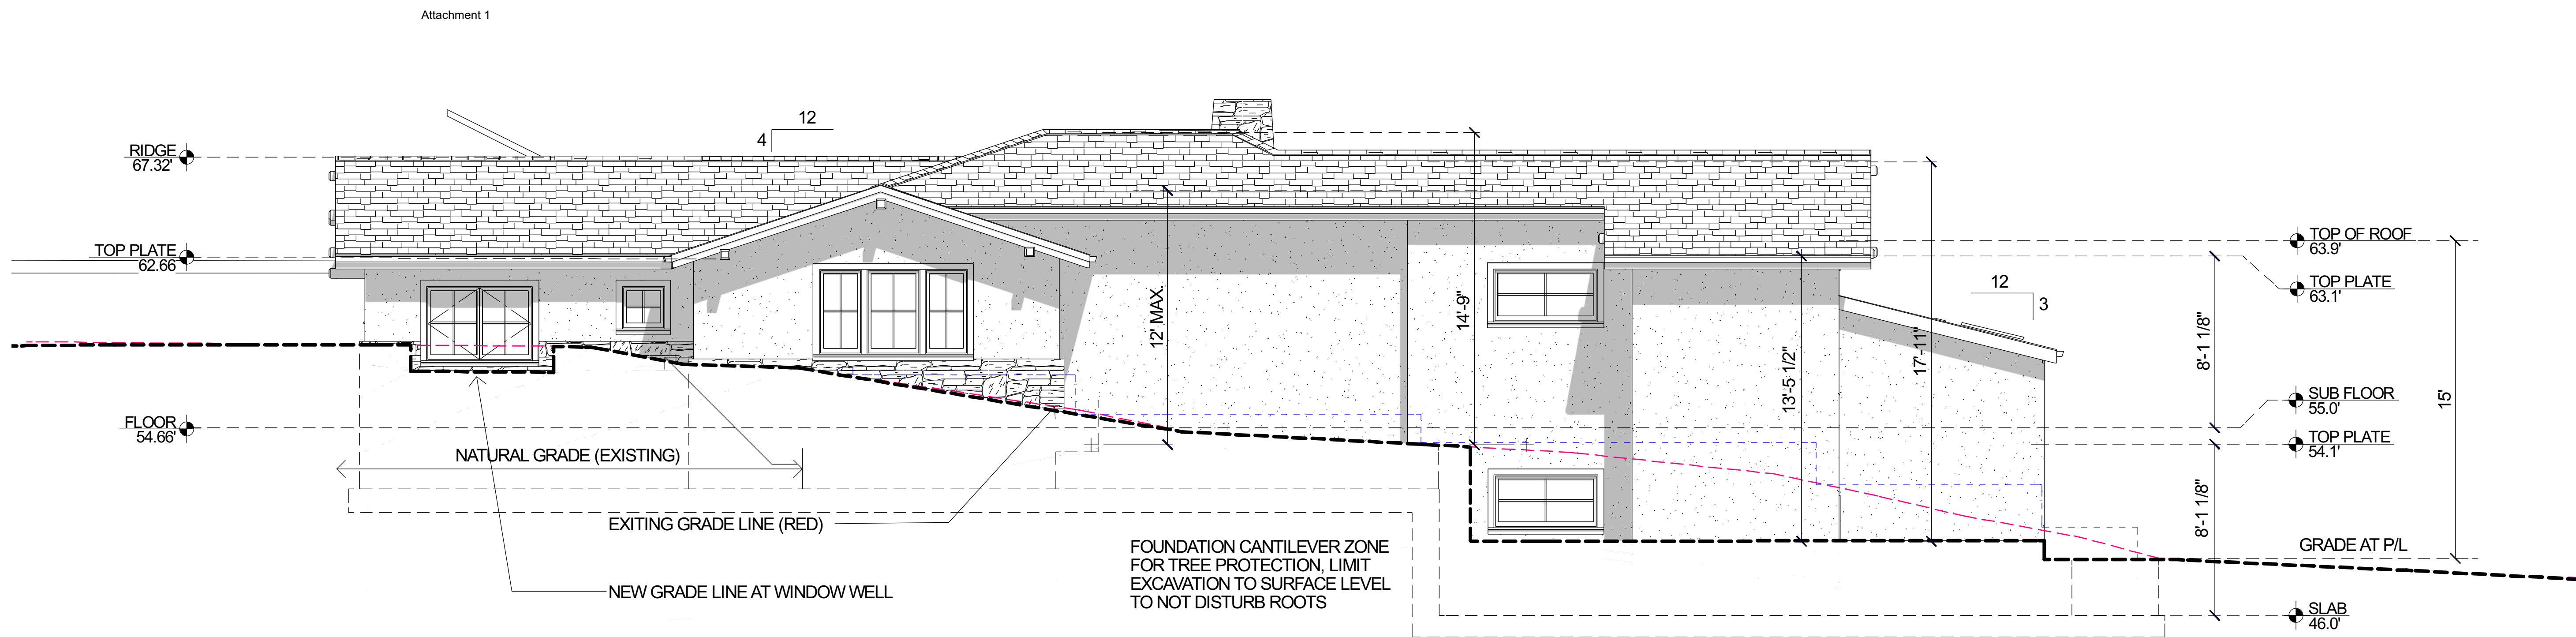 Attachment 1
12
4
RIDGE
67.32'
TOP PLATE
62.66
FLOOR
54.66'
NATURAL GRADE (EXISTING)
EXITING GRADE LINE (RED)
NEW GRADE LINE AT WINDOW WELL
FOUNDATION CANTILEVER ZONE
FOR TREE PROTECTION, LIMIT
EXCAVATION TO SURFACE LEVEL
TO NOT DISTURB ROOTS
12' MAX.
14'-9"
13'-5 1/2"
17'-11"
12
3
8'-1 1/8"
8'-1 1/8"
TOP OF ROOF
63.9'
TOP PLATE
63.1'
SUB FLOOR
55.0'
TOP PLATE
54.1'
15'
GRADE AT P/L
SLAB
46.0'